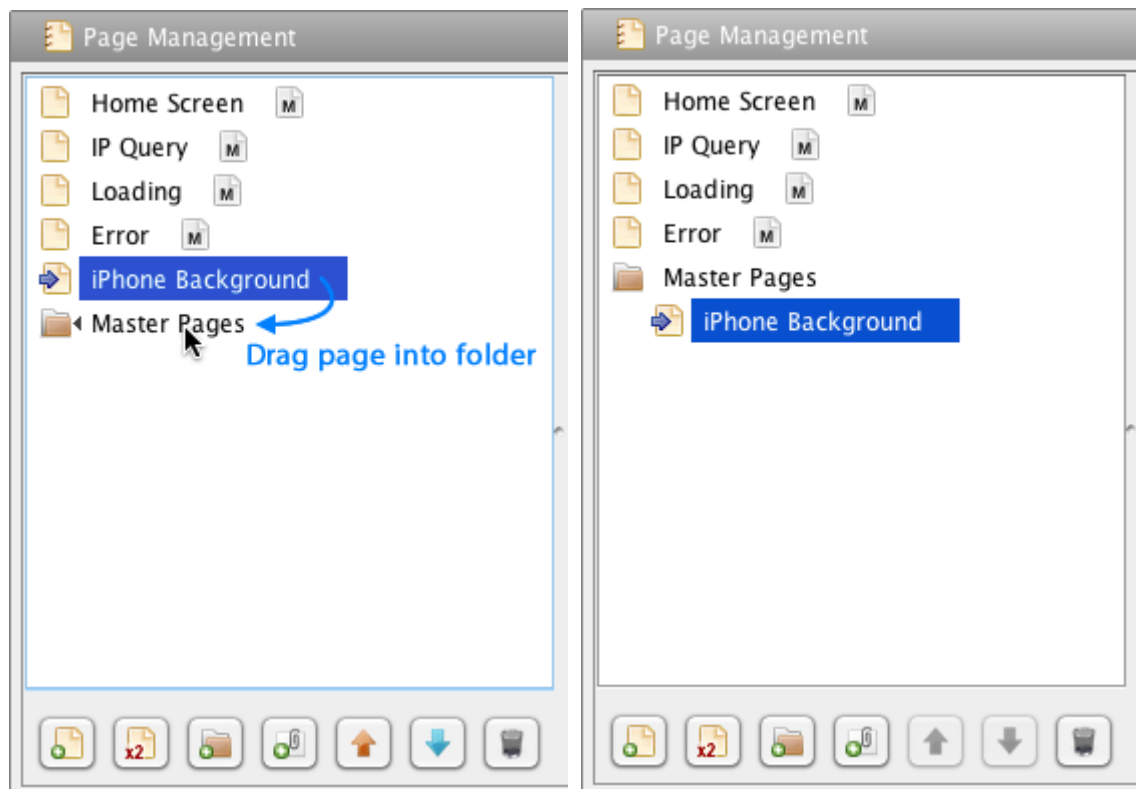 Page Management
Home Screen M
IP Query M
Loading M
Error M
iPhone Background
Master Pages
Drag page into folder
x2
Page Management
Home Screen M
IP Query M
Loading M
Error M
Master Pages
iPhone Background
x2